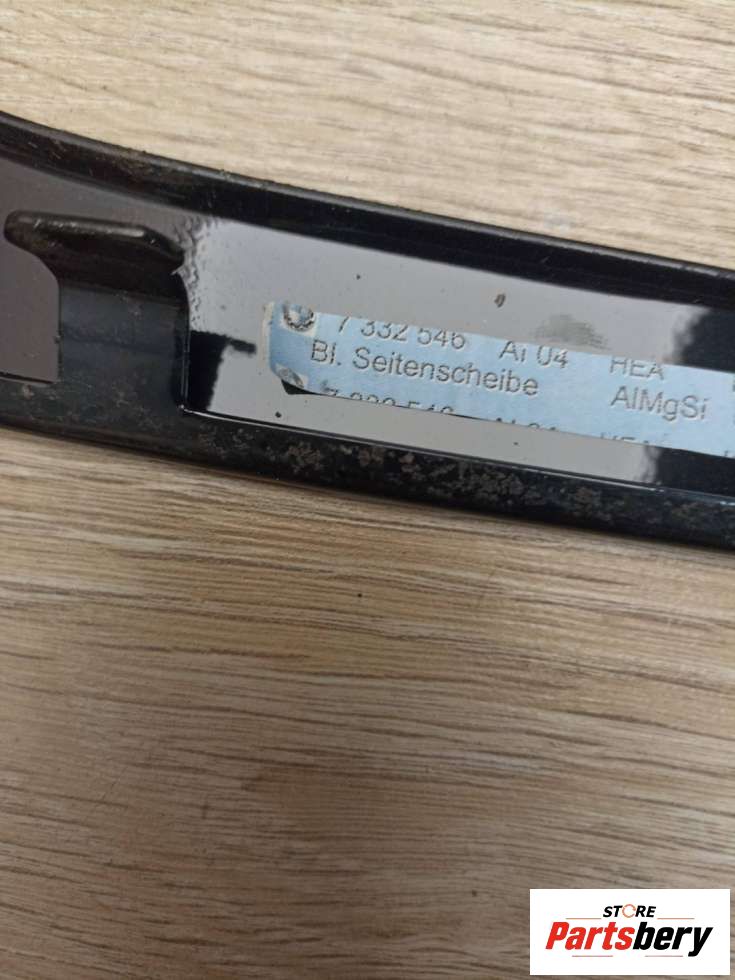 7 332 546 Ai 04 HEA
Bl. Seitenscheibe AlMgSi
STORE
Partsbery